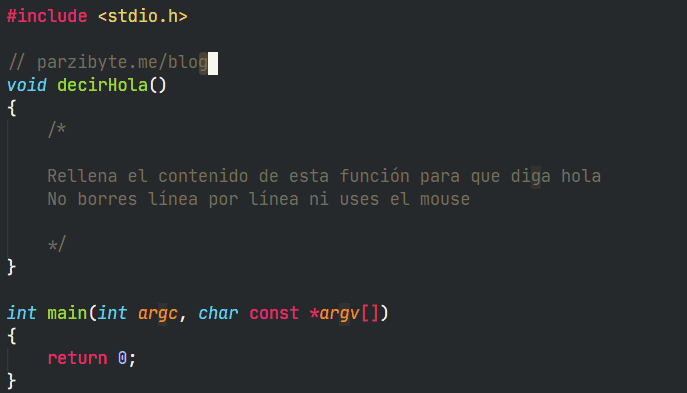 #include <stdio.h>
// parzibyte.me/blog
void decirHola()
{
/*
Rellena el contenido de esta función para que diga hola
No borres línea por línea ni uses el mouse
*/
}
int main(int argc, char const *argv[])
{
return 0;
}